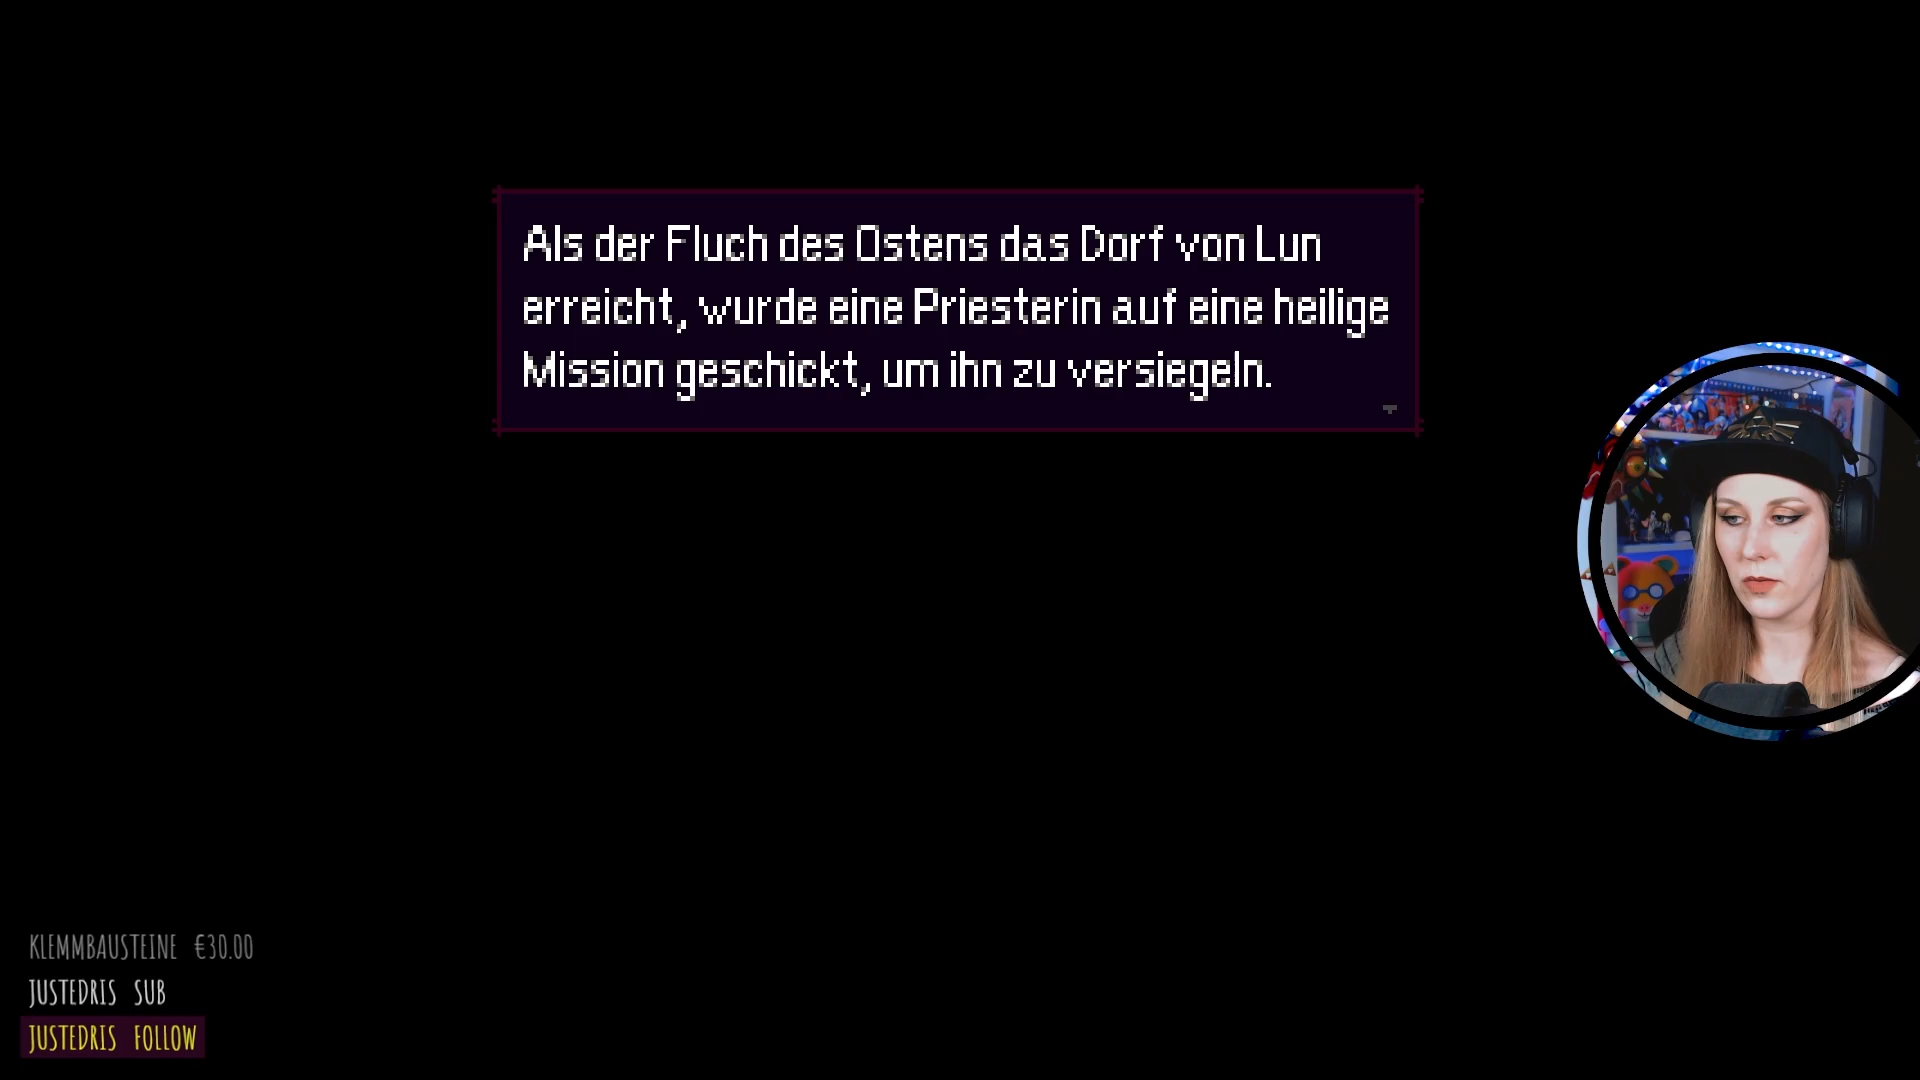 Als der Fluch des Ostens das Dorf von Lun
erreicht, wurde eine Priesterin auf eine heilige
Mission geschickt, um ihn zu versiegeln.
KLEMMBAUSTEINE €30.00
JUSTEDRIS SUB
JUSTEDRIS FOLLOW